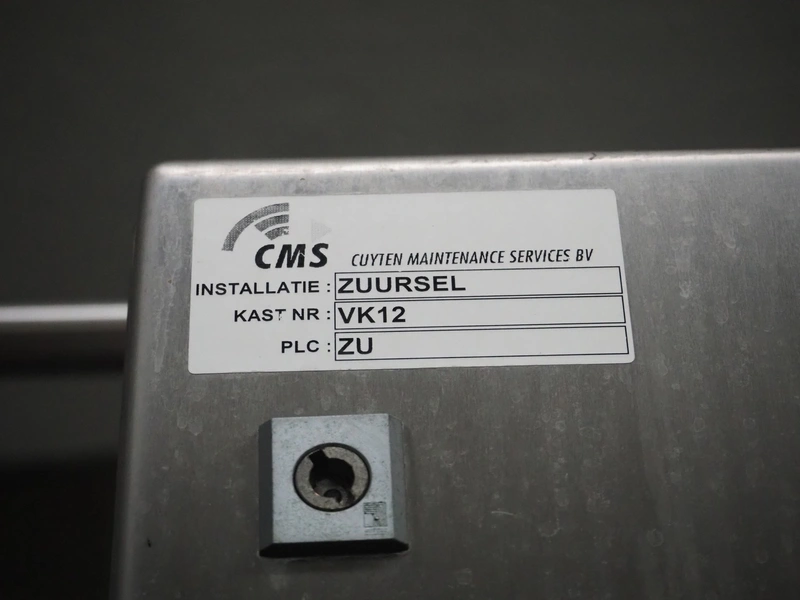 CMS CUYTEN MAINTENANCE SERVICES BV
INSTALLATIE : ZUURSEL
KAST NR : VK12
PLC : ZU